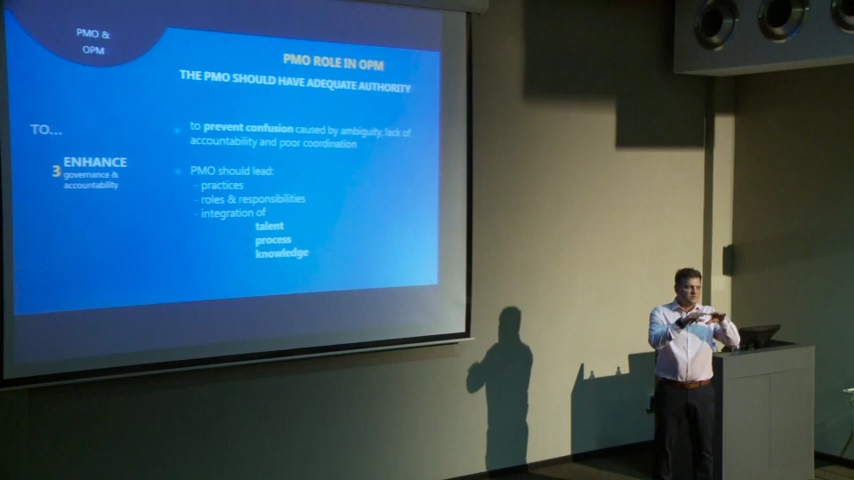 PMO &
OPM
PMO ROLE IN OPM
THE PMO SHOULD HAVE ADEQUATE AUTHORITY
TO...
3 ENHANCE
governance &
accountability
to prevent confusion caused by ambiguity, lack of
accountability and poor coordination
PMO should lead:
- practices
- roles & responsibilities
- integration of
talent
process
knowledge